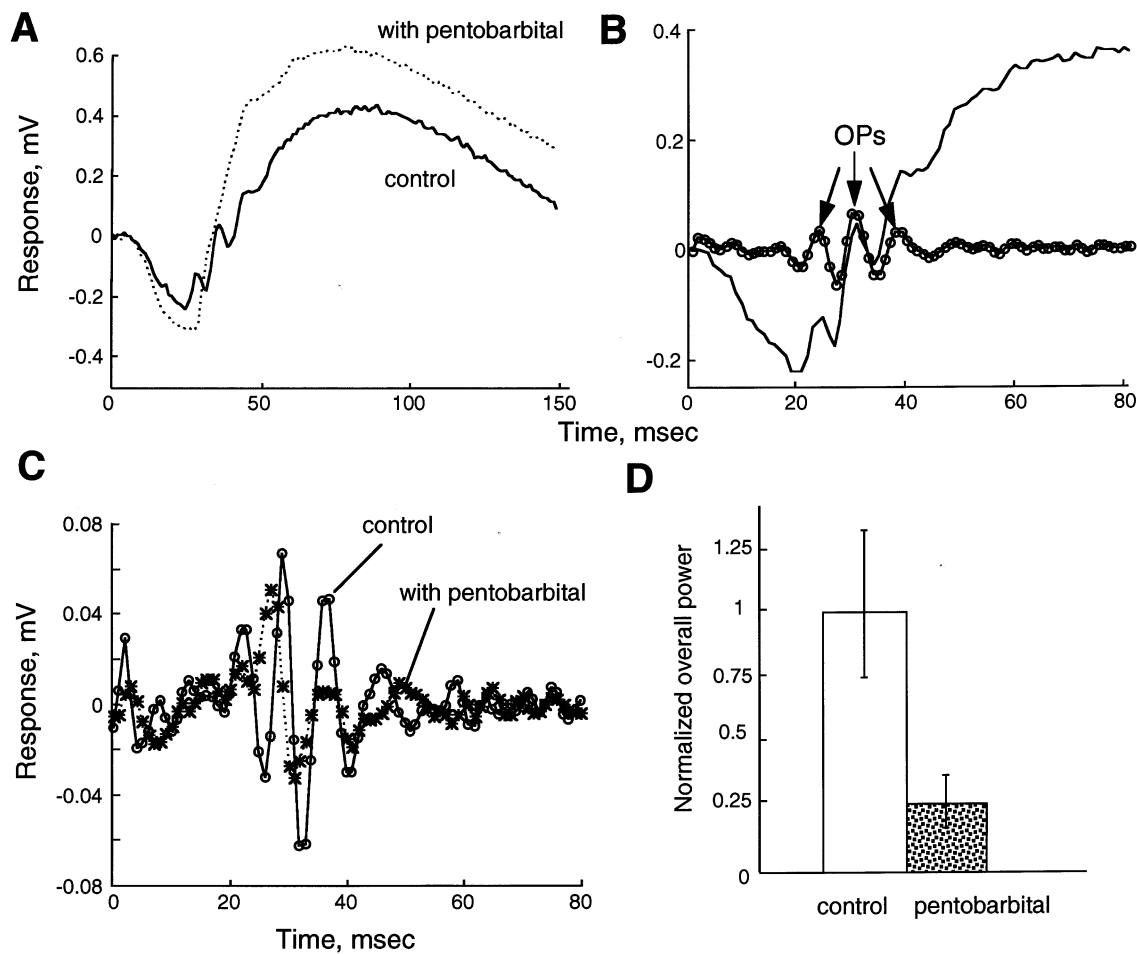 A
with pentobarbital
0.6
0.4
0.2
0
-0.2
-0.4
Response, mV
control
0
50
100
150
B
0.4
0.2
0
-0.2
OPs
0
20
40
60
80
Time, msec
C
0.08
0.04
0
-0.04
-0.08
Response, mV
control
with pentobarbital
0
20
40
60
80
Time, msec
D
Normalized overall power
1.25
1
0.75
0.5
0.25
0
control
pentobarbital